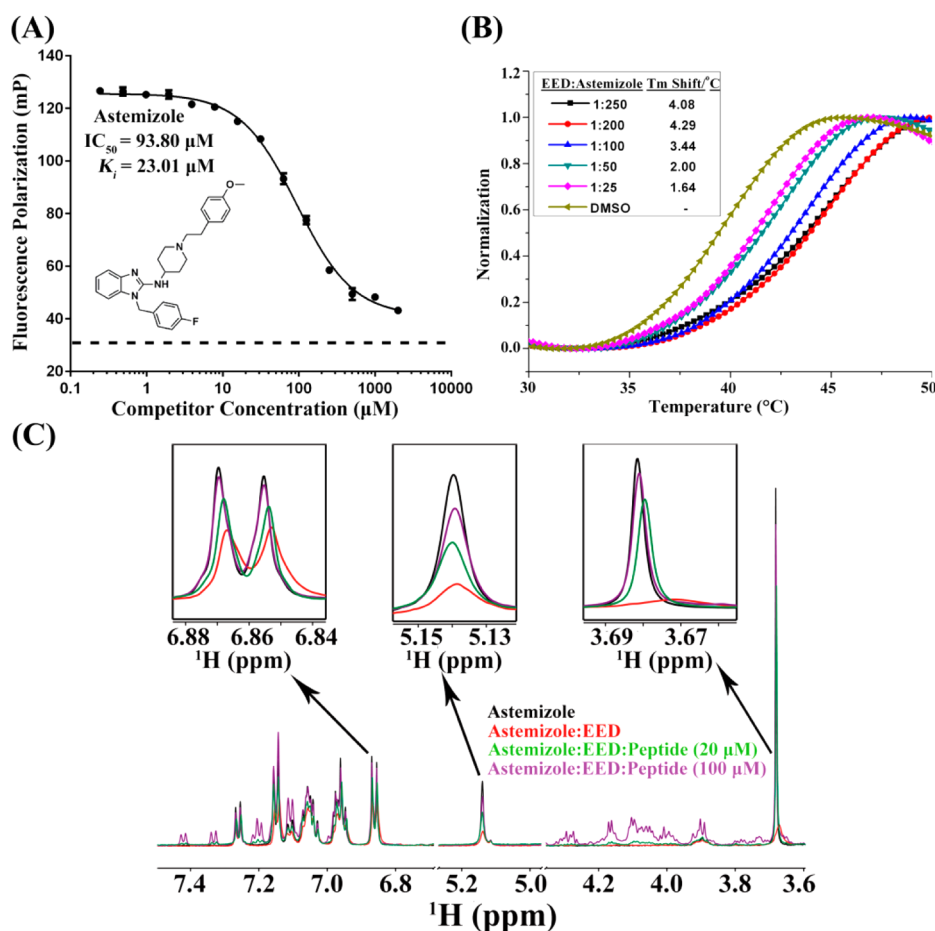 (A)
140
120
100
80
60
40
20
Fluorescence Polarization (mP)
Astemizole
IC50 = 93.80 µM
Ki = 23.01 µM
O
N
N
NH
N
F
0.1 1 10 100 1000 10000
Competitor Concentration (µM)
(B)
1.2
1.0
0.8
0.6
0.4
0.2
0.0
Normalization
EED:Astemizole Tm Shift/°C
1:250 4.08
1:200 4.29
1:100 3.44
1:50 2.00
1:25 1.64
DMSO -
30 35 40 45 50
Temperature (°C)
(C)
6.88 6.86 6.84
1H (ppm)
5.15 5.13
1H (ppm)
3.69 3.67
1H (ppm)
Astemizole
Astemizole:EED
Astemizole:EED:Peptide (20 µM)
Astemizole:EED:Peptide (100 µM)
7.4 7.2 7.0 6.8 5.2 5.0 4.2 4.0 3.8 3.6
1H (ppm)